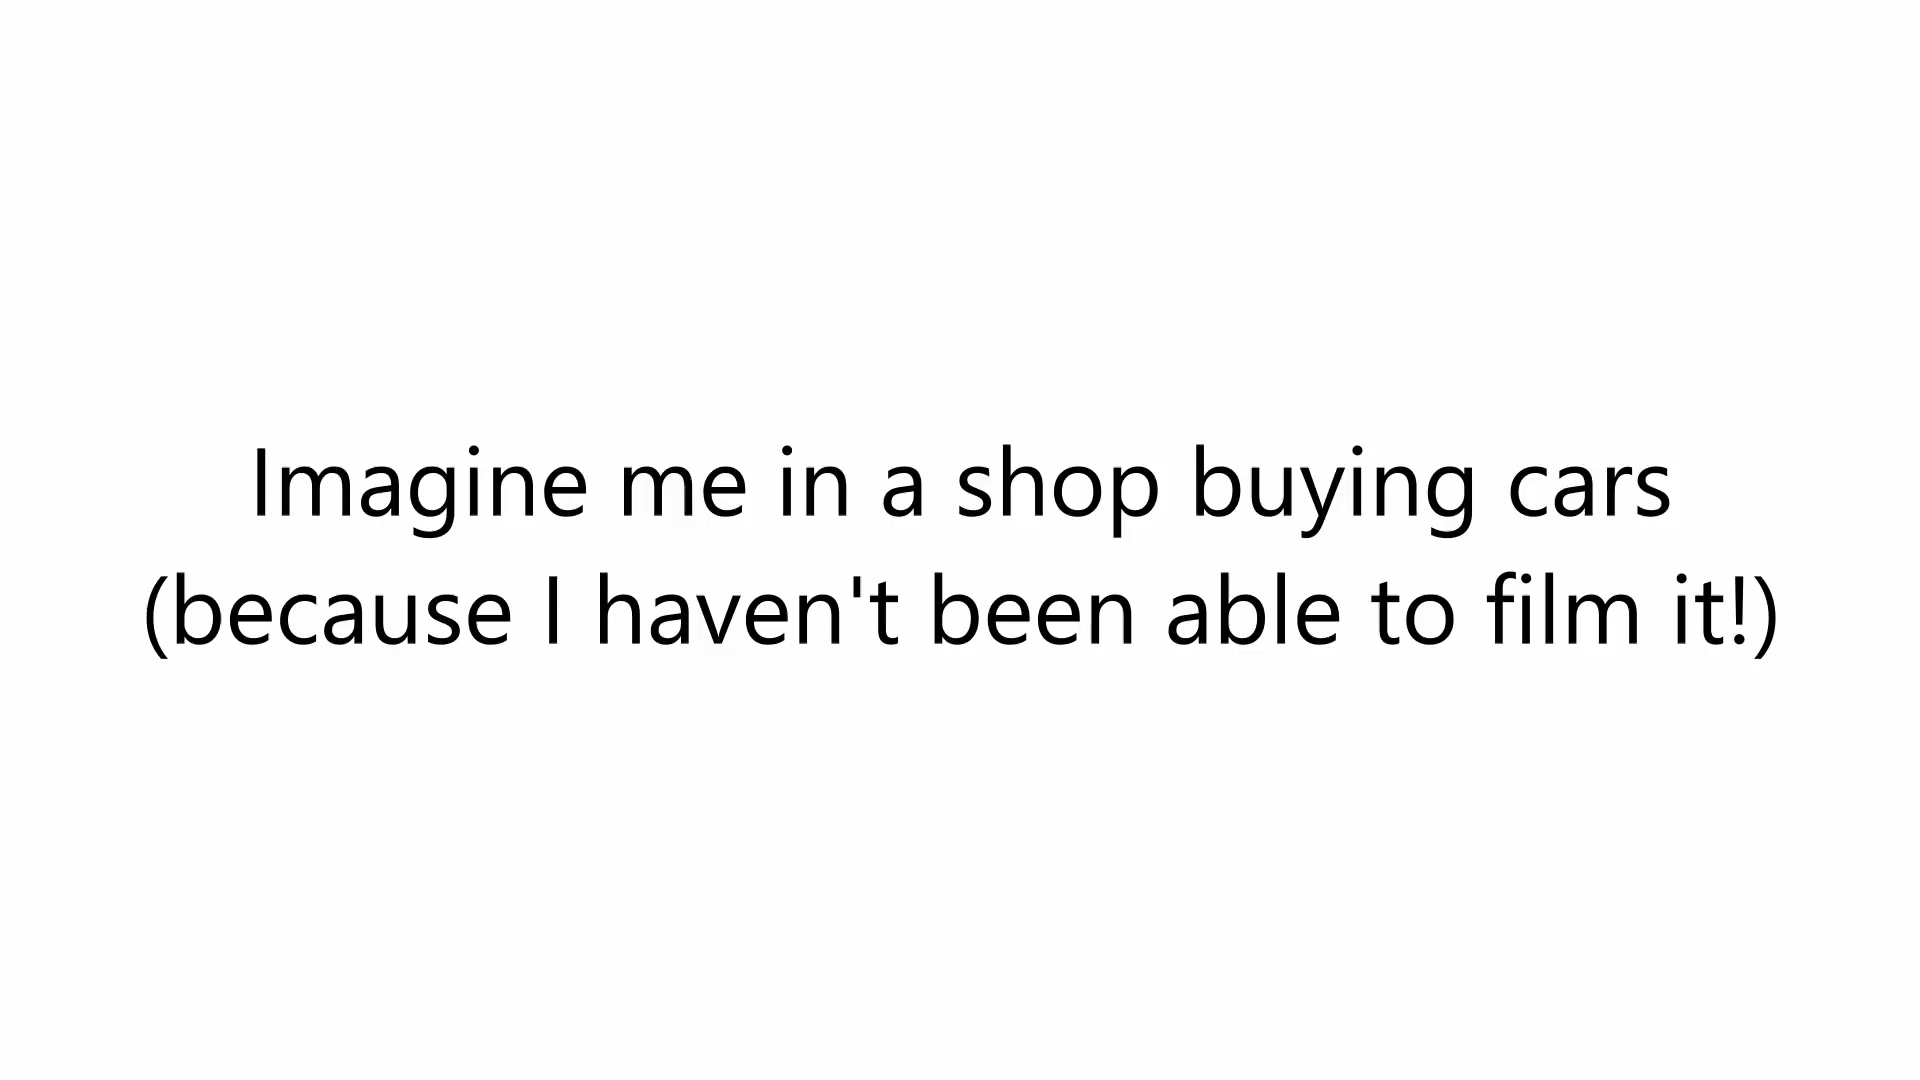 Imagine me in a shop buying cars
(because I haven't been able to film it!)